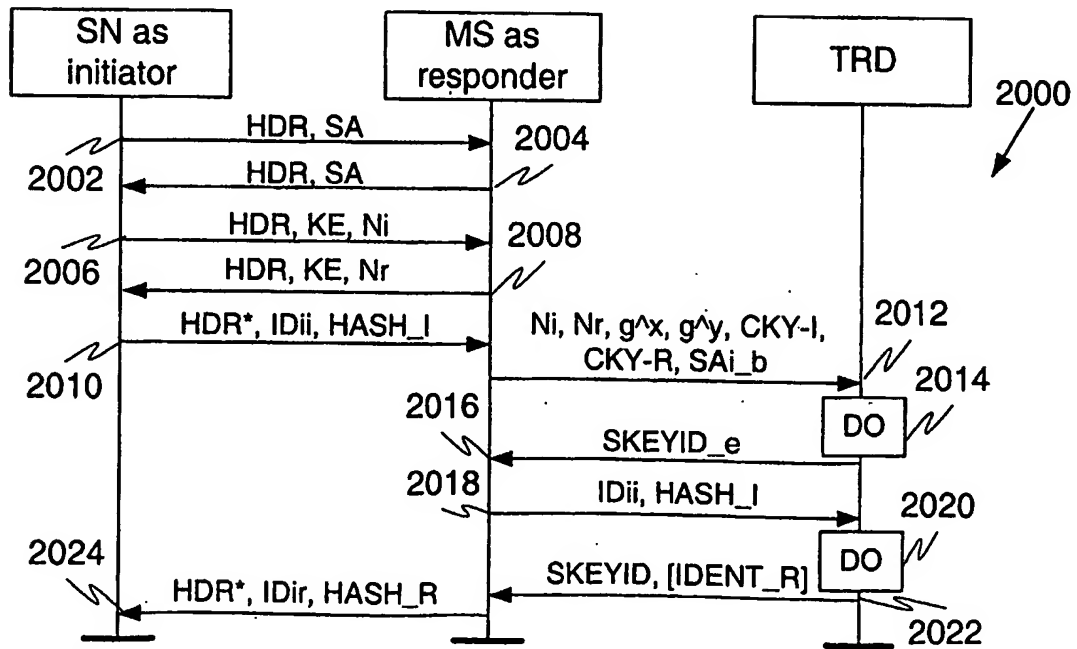 SN as
initiator
MS as
responder
TRD
2000
HDR, SA
2004
2002
HDR, SA
HDR, KE, Ni
2008
2006
HDR, KE, Nr
HDR*, IDii, HASH_I
Ni, Nr, g^x, g^y, CKY-I,
CKY-R, SAi_b
2012
2010
2014
DO
2016
SKEYID_e
2018
IDii, HASH_I
2020
DO
2024
HDR*, IDir, HASH_R
SKEYID, [IDENT_R]
2022